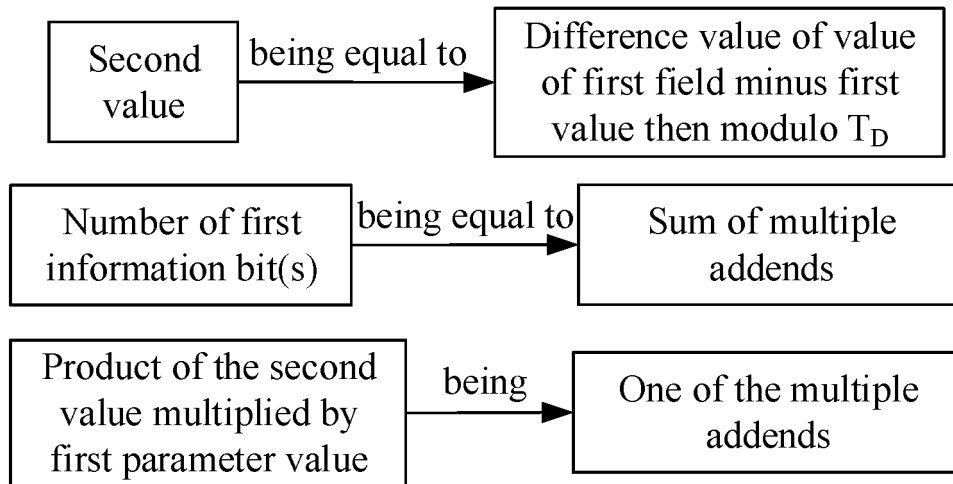 Second
value
being equal to
Difference value of value
of first field minus first
value then modulo T_D
Number of first
information bit(s)
being equal to
Sum of multiple
addends
Product of the second
value multiplied by
first parameter value
being
One of the multiple
addends